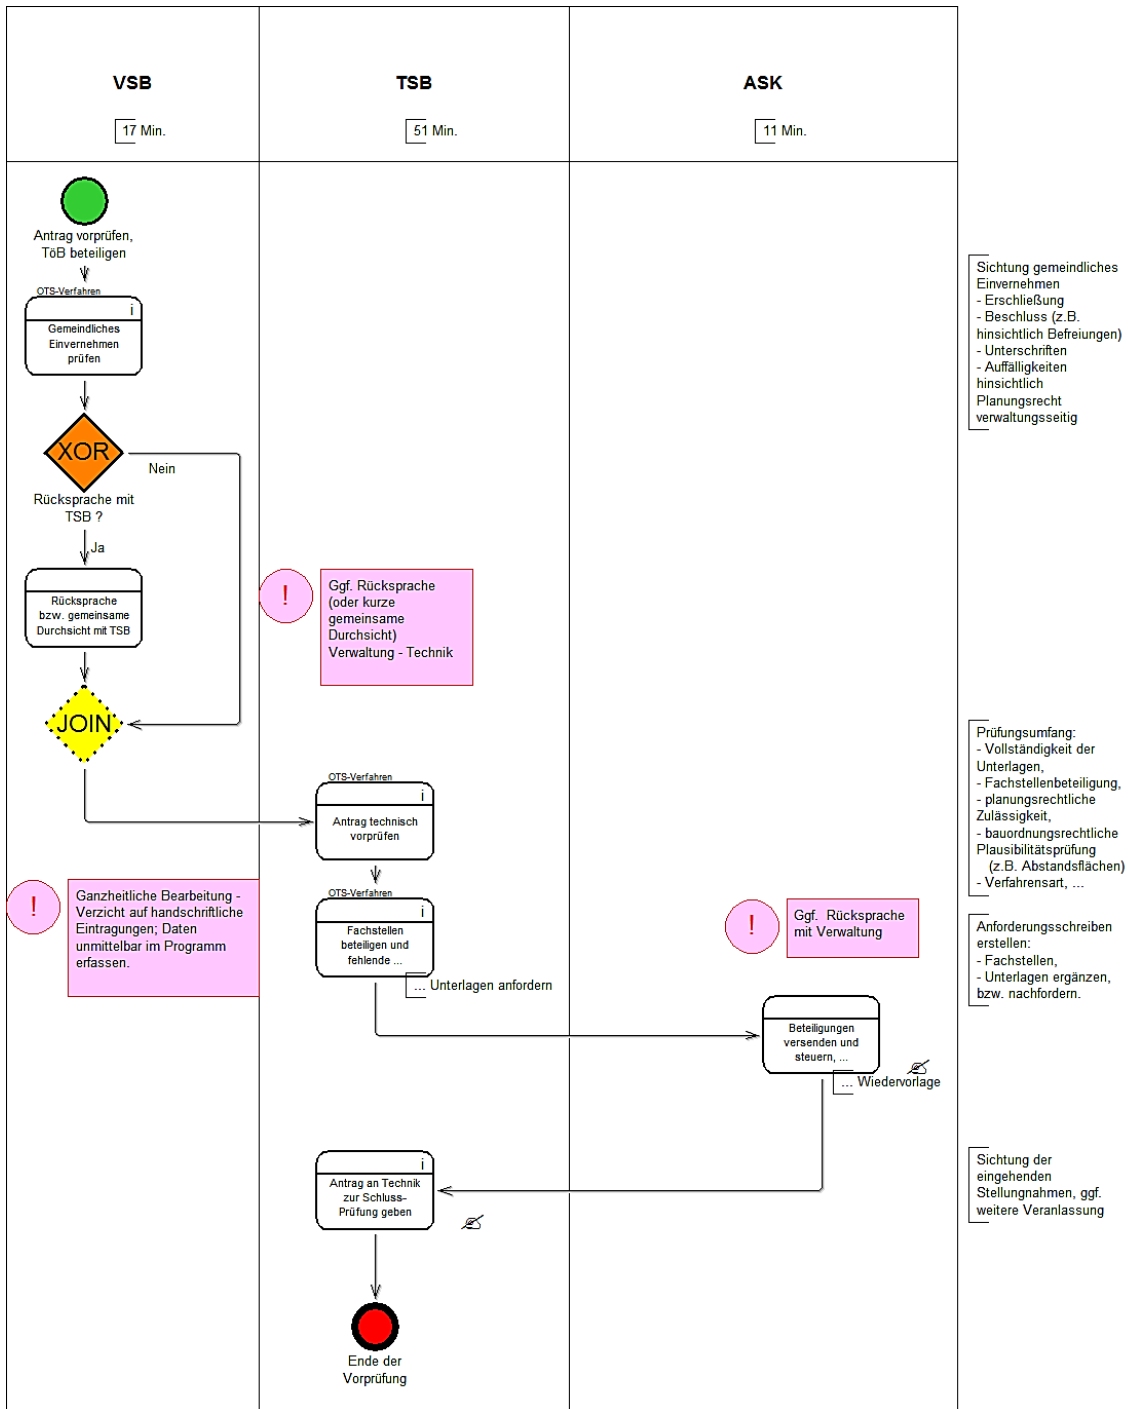 VSB
TSB
ASK
17 Min.
51 Min.
11 Min.
Antrag vorprüfen,
TöB beteiligen
OTS-Verfahren
i
Gemeindliches
Einvernehmen
prüfen
Sichtung gemeindliches
Einvernehmen
- Erschließung
- Beschluss (z.B.
hinsichtlich Befreiungen)
- Unterschriften
- Auffälligkeiten
hinsichtlich
Planungsrecht
verwaltungsseitig
XOR
Nein
Rücksprache mit
TSB ?
Ja
Rücksprache
bzw. gemeinsame
Durchsicht mit TSB
!
Ggf. Rücksprache
(oder kurze
gemeinsame
Durchsicht)
Verwaltung - Technik
JOIN
OTS-Verfahren
i
Antrag technisch
vorprüfen
Prüfungsumfang:
- Vollständigkeit der
Unterlagen,
- Fachstellenbeteiligung,
- planungsrechtliche
Zulässigkeit,
- bauordnungsrechtliche
Plausibilitätsprüfung
(z.B. Abstandsflächen)
- Verfahrensart, ...
!
Ganzheitliche Bearbeitung -
Verzicht auf handschriftliche
Eintragungen; Daten
unmittelbar im Programm
erfassen.
OTS-Verfahren
i
Fachstellen
beteiligen und
fehlende ...
... Unterlagen anfordern
!
Ggf. Rücksprache
mit Verwaltung
Anforderungsschreiben
erstellen:
- Fachstellen,
- Unterlagen ergänzen,
bzw. nachfordern.
Beteiligungen
versenden und
steuern, ...
... Wiedervorlage
i
Antrag an Technik
zur Schluss-
Prüfung geben
Sichtung der
eingehenden
Stellungnahmen, ggf.
weitere Veranlassung
Ende der
Vorprüfung